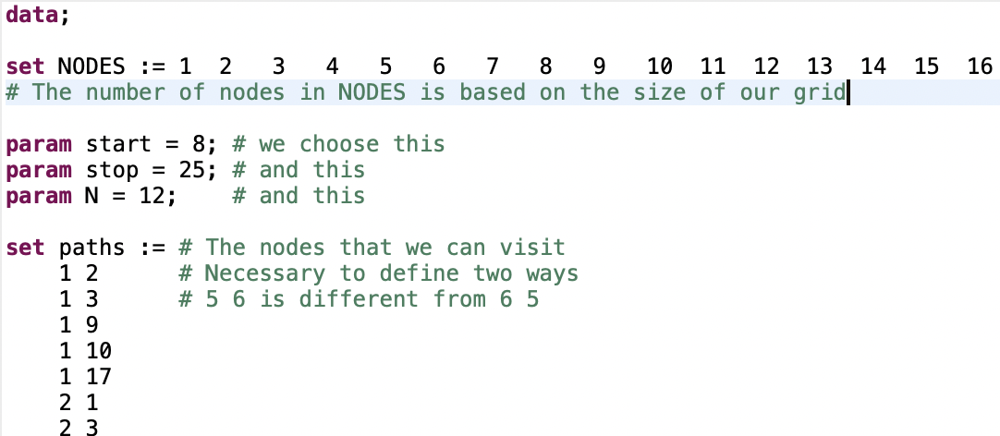 data;
set NODES := 1 2 3 4 5 6 7 8 9 10 11 12 13 14 15 16
# The number of nodes in NODES is based on the size of our grid
param start = 8; # we choose this
param stop = 25; # and this
param N = 12; # and this
set paths := # The nodes that we can visit
1 2 # Necessary to define two ways
1 3 # 5 6 is different from 6 5
1 9
1 10
1 17
2 1
2 3